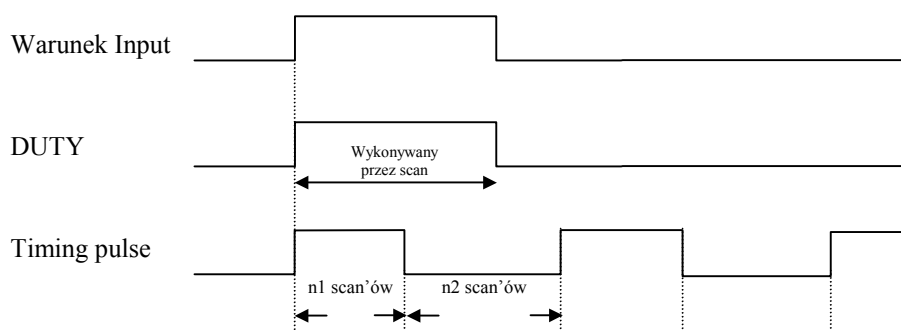 Warunek Input
DUTY
Wykonywany
przez scan
Timing pulse
n1 scan’ów
n2 scan’ów